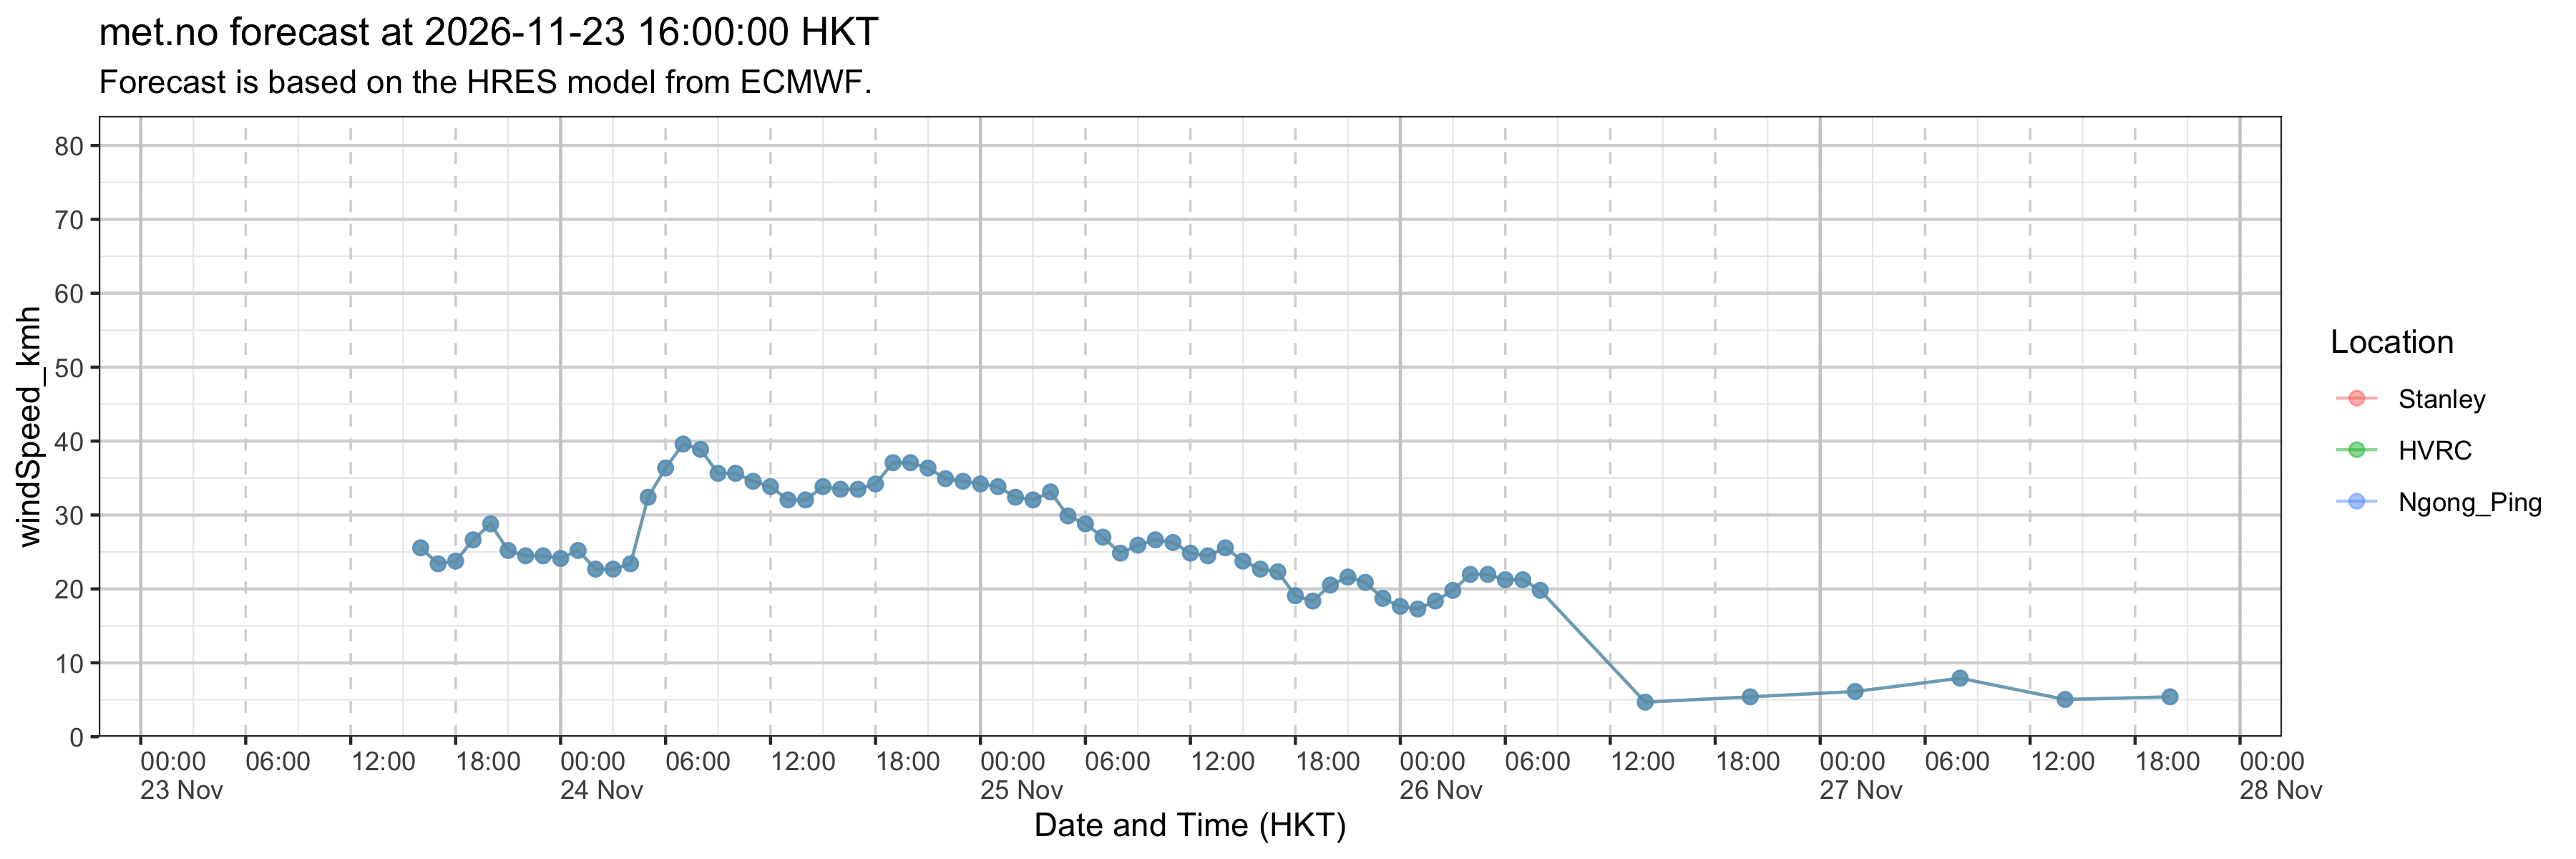 met.no forecast at 2026-11-23 16:00:00 HKT
Forecast is based on the HRES model from ECMWF.
windSpeed_kmh
80
70
60
50
40
30
20
10
0
00:00 06:00 12:00 18:00 00:00 06:00 12:00 18:00 00:00 06:00 12:00 18:00 00:00 06:00 12:00 18:00 00:00 06:00 12:00 18:00 00:00
23 Nov 24 Nov 25 Nov 26 Nov 27 Nov 28 Nov
Date and Time (HKT)
Location
Stanley
HVRC
Ngong_Ping